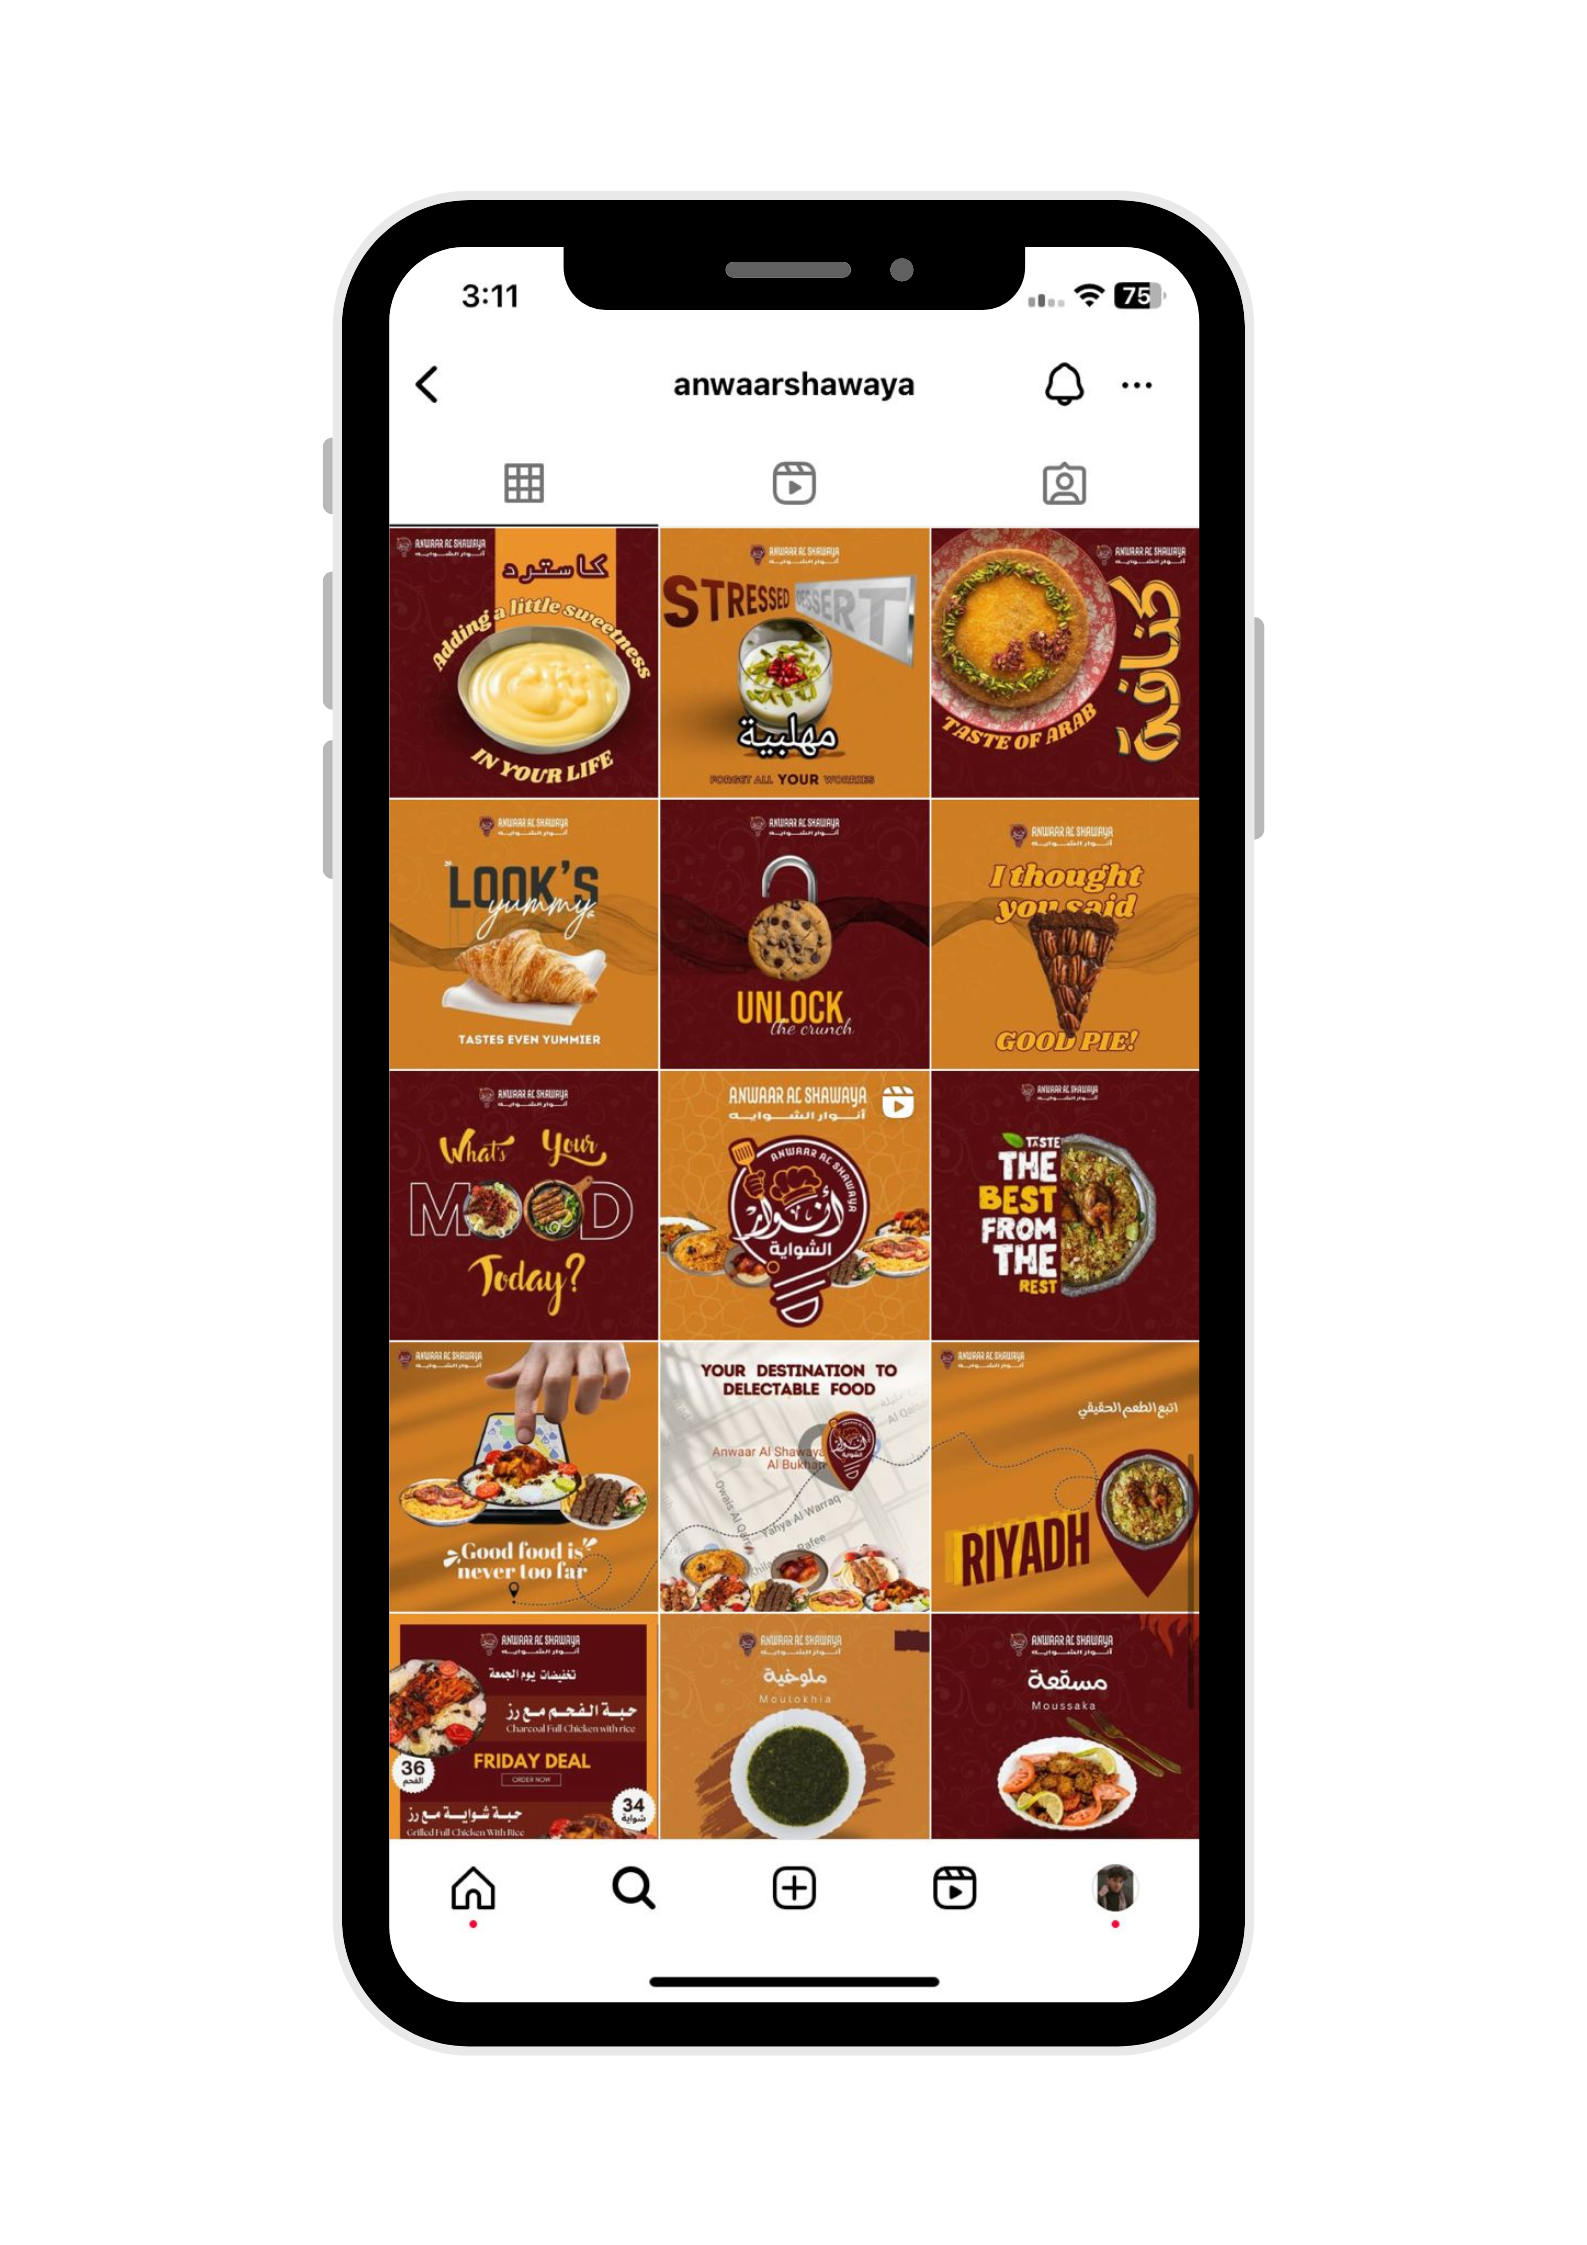 3:11
75
anwaarshawaya
ANWAAR AL SHAWAYA
أنوار الشواية
كاسترد
Adding a little sweetness
IN YOUR LIFE
ANWAAR AL SHAWAYA
أنوار الشواية
STRESSED DESSERT
مهلبية
FORGET ALL YOUR WORRIES
ANWAAR AL SHAWAYA
أنوار الشواية
كنافة
TASTE OF ARAB
ANWAAR AL SHAWAYA
أنوار الشواية
LOOK'S
yummy
TASTES EVEN YUMMIER
ANWAAR AL SHAWAYA
أنوار الشواية
UNLOCK
the crunch
ANWAAR AL SHAWAYA
أنوار الشواية
I thought
you said
GOOD PIE!
ANWAAR AL SHAWAYA
أنوار الشواية
What's Your
MOOD
Today?
ANWAAR AL SHAWAYA
أنوار الشوايه
ANWAAR AL SHAWAYA
أنوار
الشواية
ANWAAR AL SHAWAYA
أنوار الشواية
TASTE
THE
BEST
FROM
THE
REST
ANWAAR AL SHAWAYA
أنوار الشواية
Good food is
never too far
YOUR DESTINATION TO
DELECTABLE FOOD
Al Qai
Anwaar Al Shawaya
Al Bukhari
أنوار
الشواية
Owais Al Qarni
Yahya Al Warraq
Rafee
ANWAAR AL SHAWAYA
أنوار الشواية
اتبع الطعم الحقيقي
RIYADH
ANWAAR AL SHAWAYA
أنوار الشواية
تخفيضات يوم الجمعة
حبة الفحم مع رز
Charcoal Full Chicken with rice
FRIDAY DEAL
ORDER NOW
36
الفحم
34
شواية
حبة شواية مع رز
Grilled Full Chicken With Rice
ANWAAR AL SHAWAYA
أنوار الشواية
ملوخية
Moulokhia
ANWAAR AL SHAWAYA
أنوار الشواية
مسقعة
Moussaka